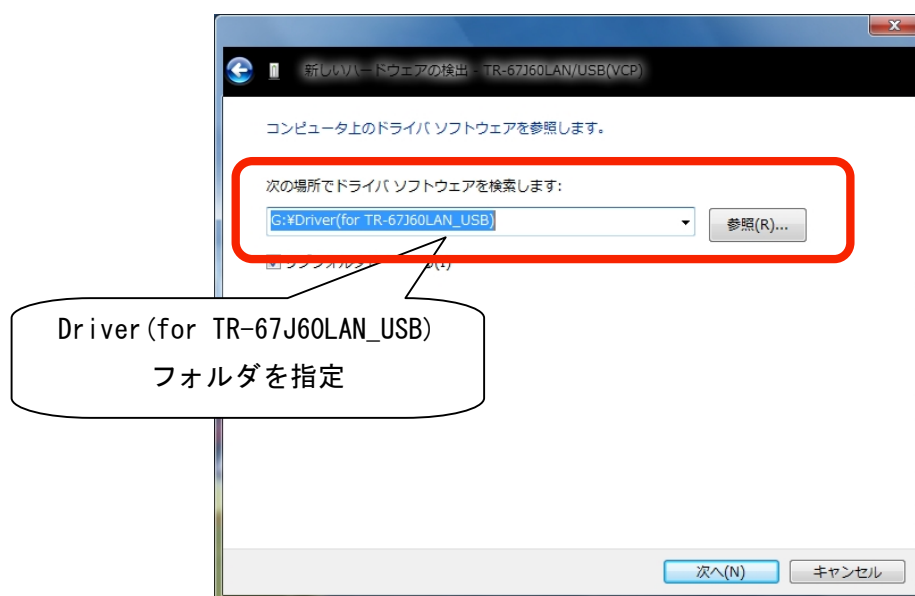 新しいハードウェアの検出 - TR-67J60LAN/USB(VCP)
コンピュータ上のドライバ ソフトウェアを参照します。
次の場所でドライバ ソフトウェアを検索します:
G:¥Driver(for TR-67J60LAN_USB)
参照(R)...
Driver(for TR-67J60LAN_USB)
フォルダを指定
次へ(N)
キャンセル